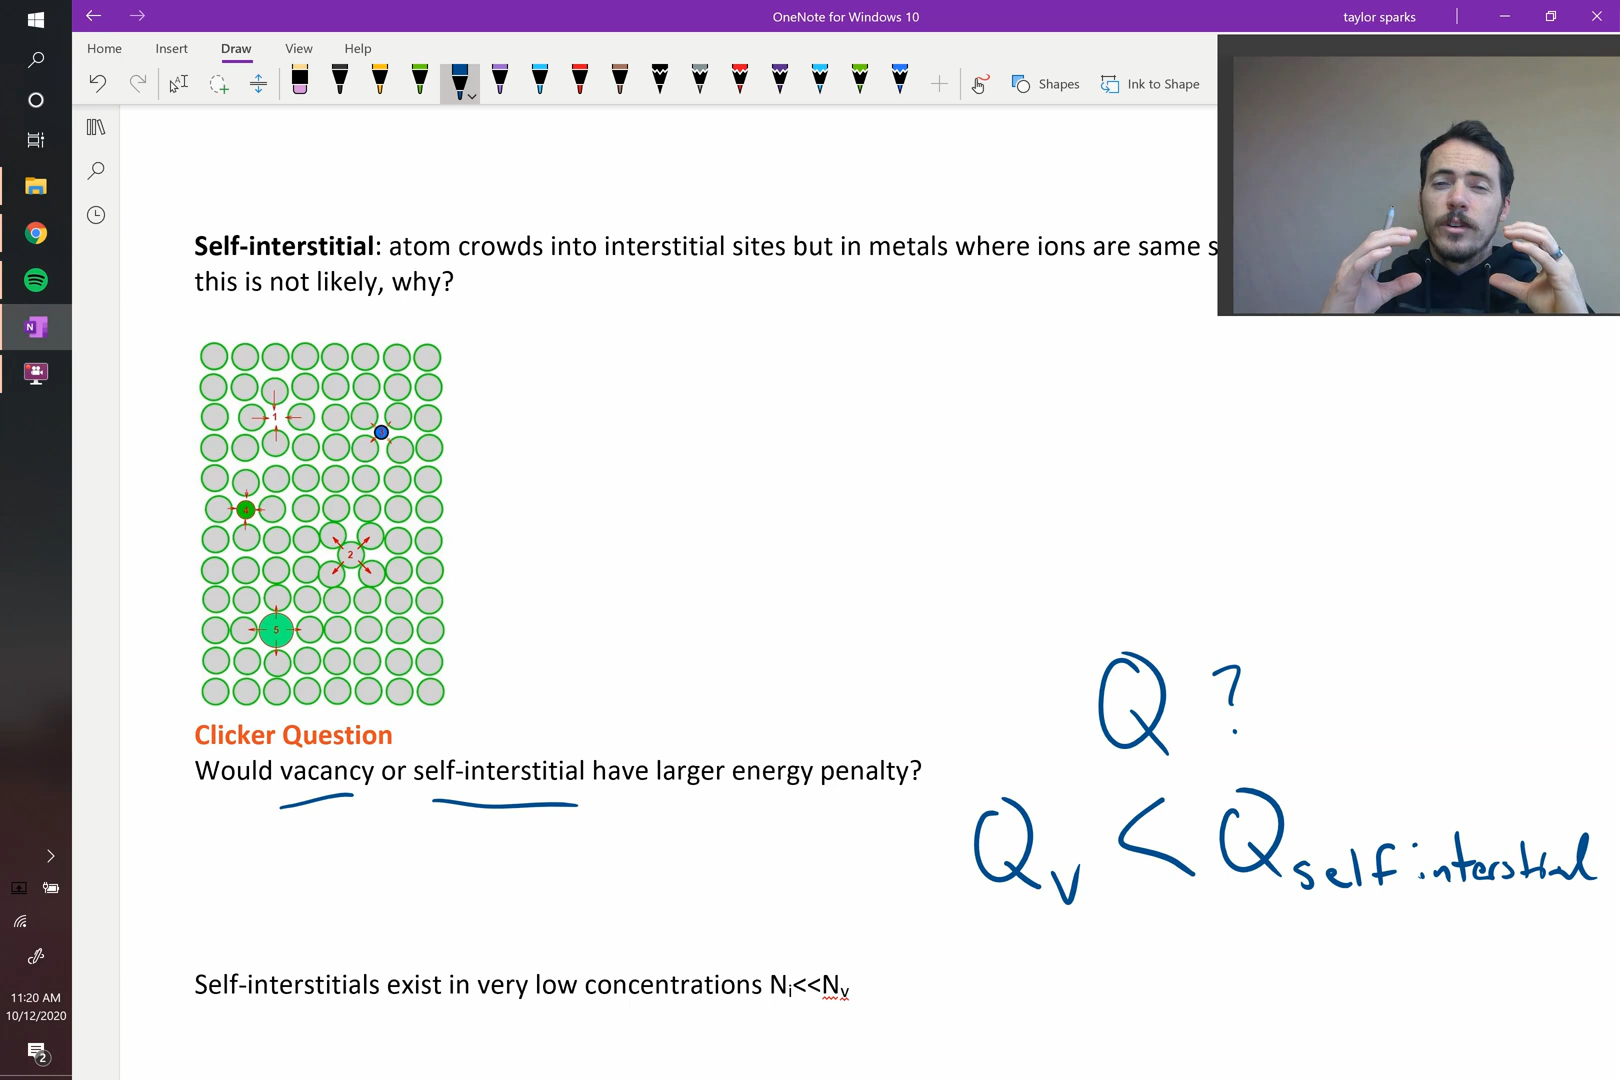 OneNote for Windows 10
taylor sparks
Home Insert Draw View Help
Shapes
Ink to Shape
Self-interstitial: atom crowds into interstitial sites but in metals where ions are same s
this is not likely, why?
1
4
2
5
Clicker Question
Would vacancy or self-interstitial have larger energy penalty?
Q ?
Qv < Qself interstial
Self-interstitials exist in very low concentrations Ni<<Nv
11:20 AM
10/12/2020
2